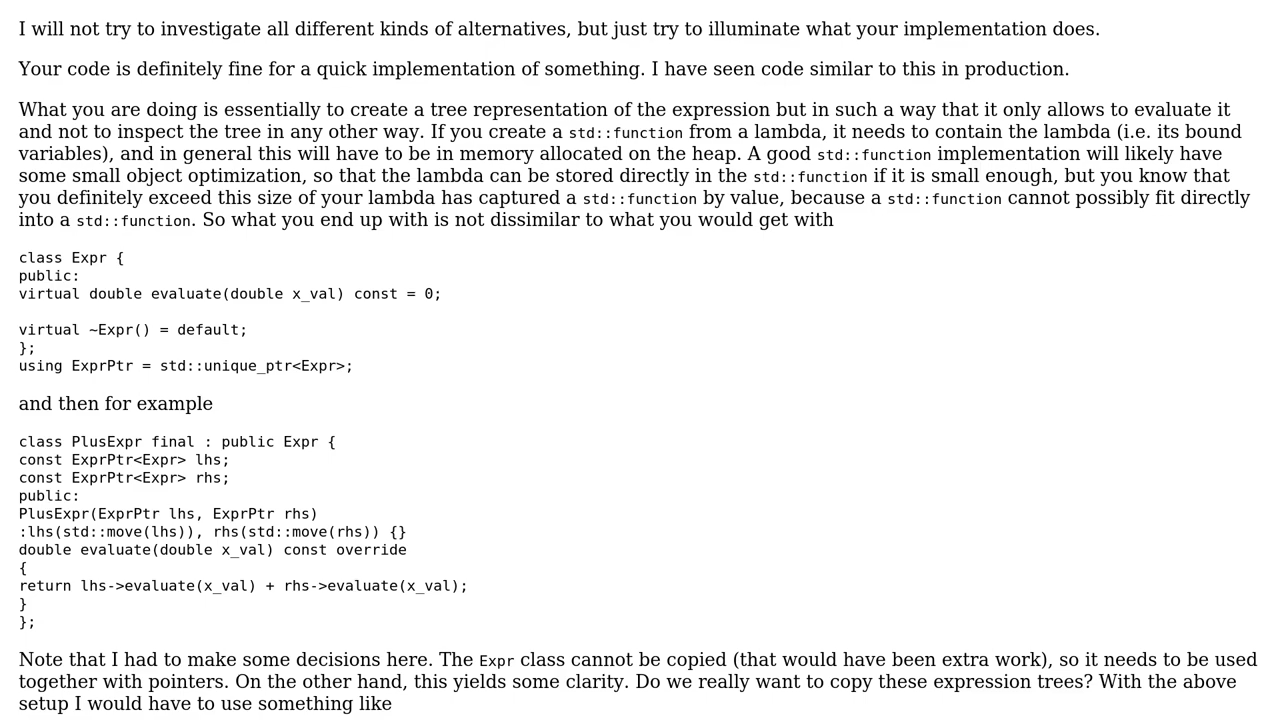 I will not try to investigate all different kinds of alternatives, but just try to illuminate what your implementation does.
Your code is definitely fine for a quick implementation of something. I have seen code similar to this in production.
What you are doing is essentially to create a tree representation of the expression but in such a way that it only allows to evaluate it
and not to inspect the tree in any other way. If you create a std::function from a lambda, it needs to contain the lambda (i.e. its bound
variables), and in general this will have to be in memory allocated on the heap. A good std::function implementation will likely have
some small object optimization, so that the lambda can be stored directly in the std::function if it is small enough, but you know that
you definitely exceed this size of your lambda has captured a std::function by value, because a std::function cannot possibly fit directly
into a std::function. So what you end up with is not dissimilar to what you would get with
class Expr {
public:
virtual double evaluate(double x_val) const = 0;
virtual ~Expr() = default;
};
using ExprPtr = std::unique_ptr<Expr>;
and then for example
class PlusExpr final : public Expr {
const ExprPtr<Expr> lhs;
const ExprPtr<Expr> rhs;
public:
PlusExpr(ExprPtr lhs, ExprPtr rhs)
:lhs(std::move(lhs)), rhs(std::move(rhs)) {}
double evaluate(double x_val) const override
{
return lhs->evaluate(x_val) + rhs->evaluate(x_val);
}
};
Note that I had to make some decisions here. The Expr class cannot be copied (that would have been extra work), so it needs to be used
together with pointers. On the other hand, this yields some clarity. Do we really want to copy these expression trees? With the above
setup I would have to use something like